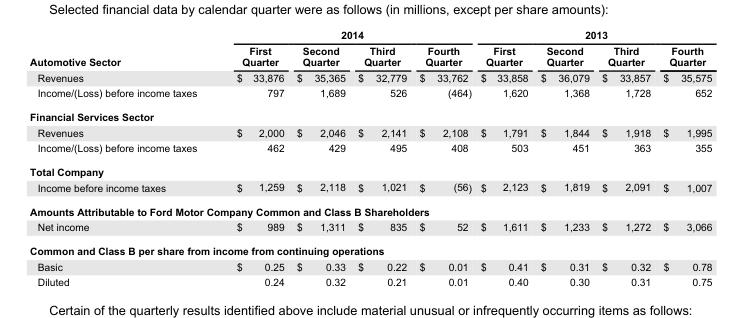 Selected financial data by calendar quarter were as follows (in millions, except per share amounts):
2014 2013
First Second Third Fourth First Second Third Fourth
Automotive Sector Quarter Quarter Quarter Quarter Quarter Quarter Quarter Quarter
Revenues $ 33,876 $ 35,365 $ 32,779 $ 33,762 $ 33,858 $ 36,079 $ 33,857 $ 35,575
Income/(Loss) before income taxes 797 1,689 526 (464) 1,620 1,368 1,728 652
Financial Services Sector
Revenues $ 2,000 $ 2,046 $ 2,141 $ 2,108 $ 1,791 $ 1,844 $ 1,918 $ 1,995
Income/(Loss) before income taxes 462 429 495 408 503 451 363 355
Total Company
Income before income taxes $ 1,259 $ 2,118 $ 1,021 $ (56) $ 2,123 $ 1,819 $ 2,091 $ 1,007
Amounts Attributable to Ford Motor Company Common and Class B Shareholders
Net income $ 989 $ 1,311 $ 835 $ 52 $ 1,611 $ 1,233 $ 1,272 $ 3,066
Common and Class B per share from income from continuing operations
Basic $ 0.25 $ 0.33 $ 0.22 $ 0.01 $ 0.41 $ 0.31 $ 0.32 $ 0.78
Diluted 0.24 0.32 0.21 0.01 0.40 0.30 0.31 0.75
Certain of the quarterly results identified above include material unusual or infrequently occurring items as follows: